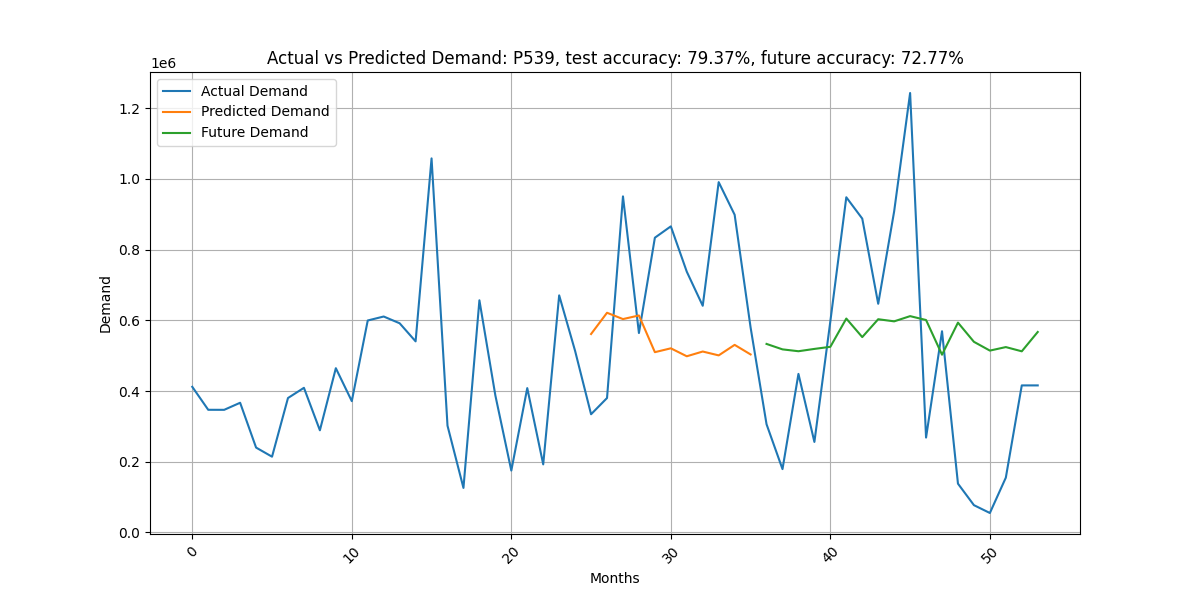 Actual vs Predicted Demand: P539, test accuracy: 79.37%, future accuracy: 72.77%
1e6
Actual Demand
Predicted Demand
Future Demand
1.2
1.0
0.8
0.6
0.4
0.2
0.0
Demand
0 10 20 30 40 50
Months